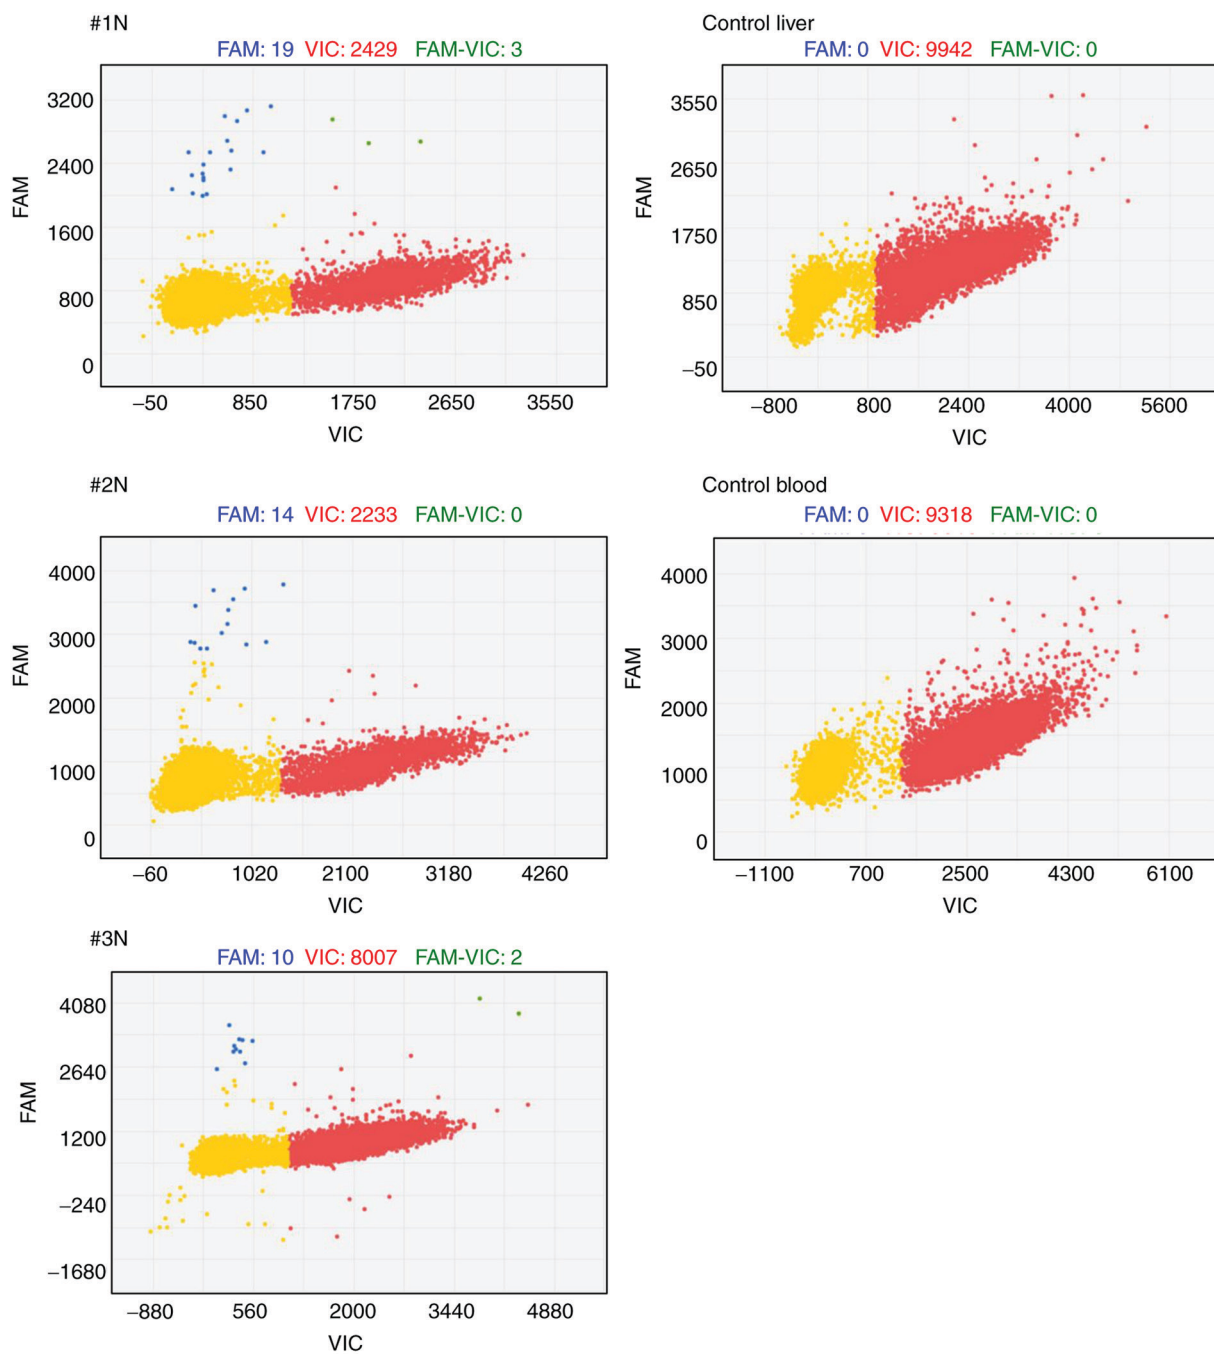 #1N
FAM: 19 VIC: 2429 FAM-VIC: 3
3200
2400
1600
800
0
FAM
−50 850 1750 2650 3550
VIC
Control liver
FAM: 0 VIC: 9942 FAM-VIC: 0
3550
2650
1750
850
−50
FAM
−800 800 2400 4000 5600
VIC
#2N
FAM: 14 VIC: 2233 FAM-VIC: 0
4000
3000
2000
1000
0
FAM
−60 1020 2100 3180 4260
VIC
Control blood
FAM: 0 VIC: 9318 FAM-VIC: 0
4000
3000
2000
1000
0
FAM
−1100 700 2500 4300 6100
VIC
#3N
FAM: 10 VIC: 8007 FAM-VIC: 2
4080
2640
1200
−240
−1680
FAM
−880 560 2000 3440 4880
VIC